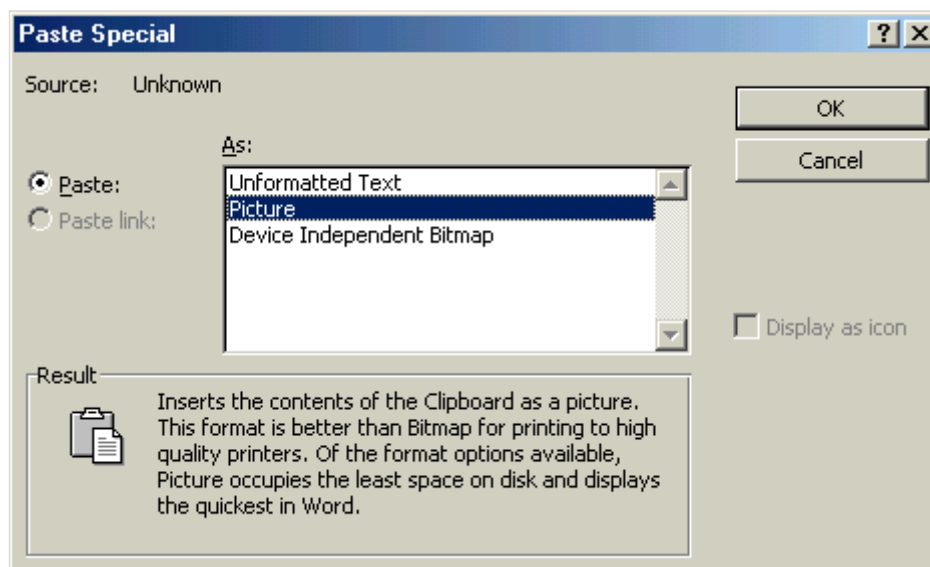 Paste Special
Source: Unknown
OK
As:
Cancel
Paste:
Unformatted Text
Picture
Paste link:
Device Independent Bitmap
Display as icon
Result
Inserts the contents of the Clipboard as a picture.
This format is better than Bitmap for printing to high
quality printers. Of the format options available,
Picture occupies the least space on disk and displays
the quickest in Word.